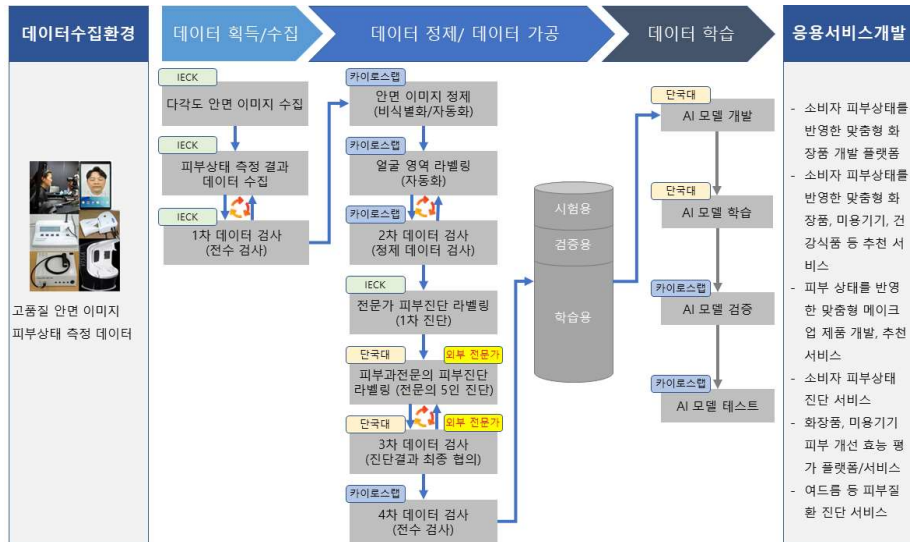 데이터수집환경
고품질 안면 이미지
피부상태 측정 데이터
데이터 획득/수집
IECK
다각도 안면 이미지 수집
IECK
피부상태 측정 결과
데이터 수집
IECK
1차 데이터 검사
(전수 검사)
데이터 정제/ 데이터 가공
카이로스랩
안면 이미지 정제
(비식별화/자동화)
카이로스랩
얼굴 영역 라벨링
(자동화)
카이로스랩
2차 데이터 검사
(정제 데이터 검사)
IECK
전문가 피부진단 라벨링
(1차 진단)
단국대
외부 전문가
피부과전문의 피부진단
라벨링 (전문의 5인 진단)
단국대
외부 전문가
3차 데이터 검사
(진단결과 최종 협의)
카이로스랩
4차 데이터 검사
(전수 검사)
시험용
검증용
학습용
데이터 학습
단국대
AI 모델 개발
단국대
AI 모델 학습
카이로스랩
AI 모델 검증
카이로스랩
AI 모델 테스트
응용서비스개발
- 소비자 피부상태를
반영한 맞춤형 화
장품 개발 플랫폼
- 소비자 피부상태를
반영한 맞춤형 화
장품, 미용기기, 건
강식품 등 추천 서
비스
- 피부 상태를 반영
한 맞춤형 메이크
업 제품 개발, 추천
서비스
- 소비자 피부상태
진단 서비스
- 화장품, 미용기기
피부 개선 효능 평
가 플랫폼/서비스
- 여드름 등 피부질
환 진단 서비스